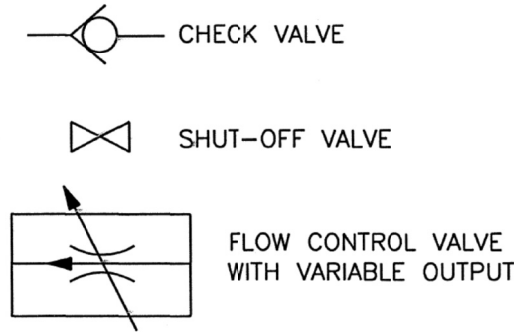 CHECK VALVE
SHUT-OFF VALVE
FLOW CONTROL VALVE
WITH VARIABLE OUTPUT